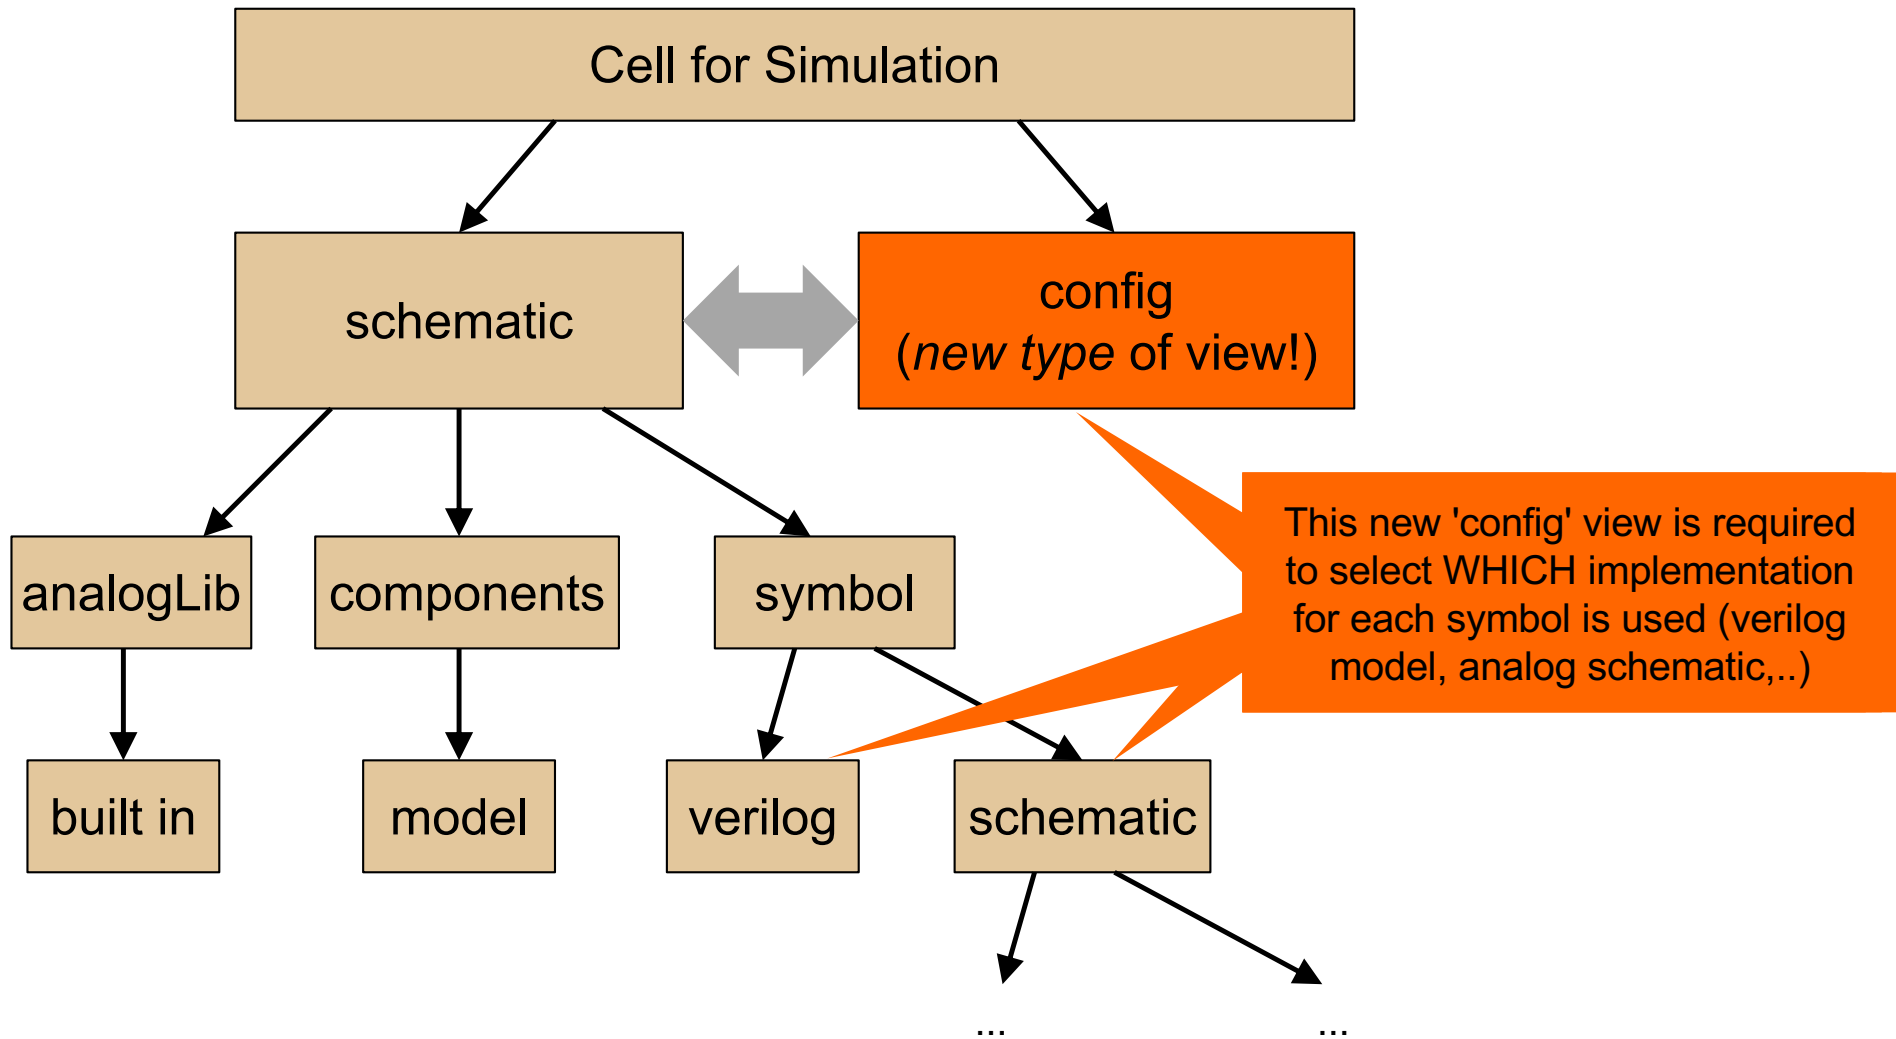 Cell for Simulation
schematic
config
(new type of view!)
This new 'config' view is required
to select WHICH implementation
for each symbol is used (verilog
model, analog schematic,..)
analogLib
components
symbol
built in
model
verilog
schematic
...
...